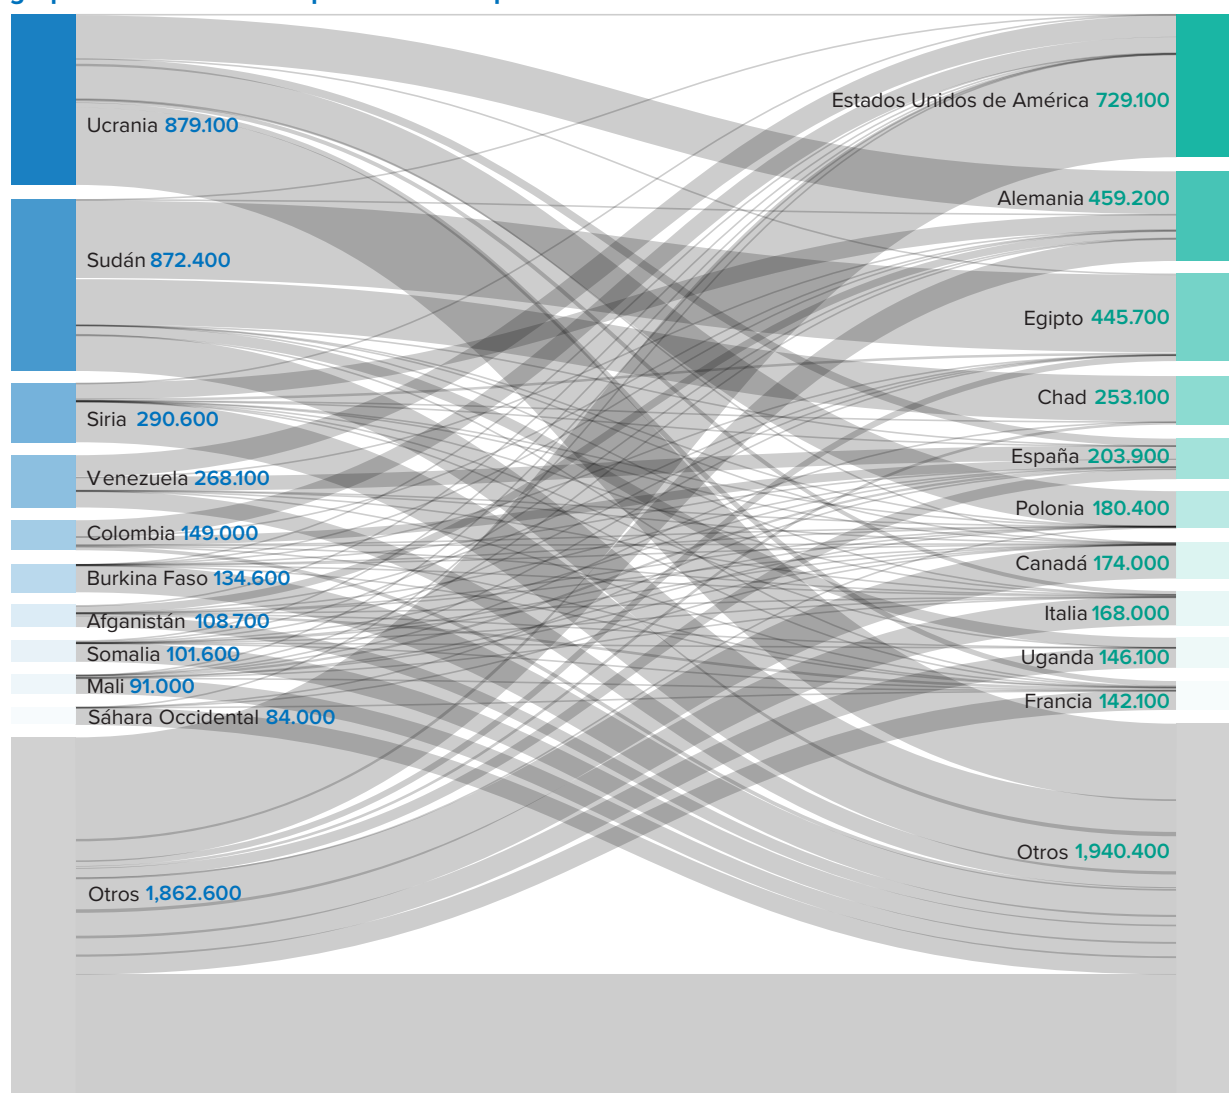 Ucrania 879.100
Sudán 872.400
Siria 290.600
Venezuela 268.100
Colombia 149.000
Burkina Faso 134.600
Afganistán 108.700
Somalia 101.600
Mali 91.000
Sáhara Occidental 84.000
Otros 1,862.600
Estados Unidos de América 729.100
Alemania 459.200
Egipto 445.700
Chad 253.100
España 203.900
Polonia 180.400
Canadá 174.000
Italia 168.000
Uganda 146.100
Francia 142.100
Otros 1,940.400